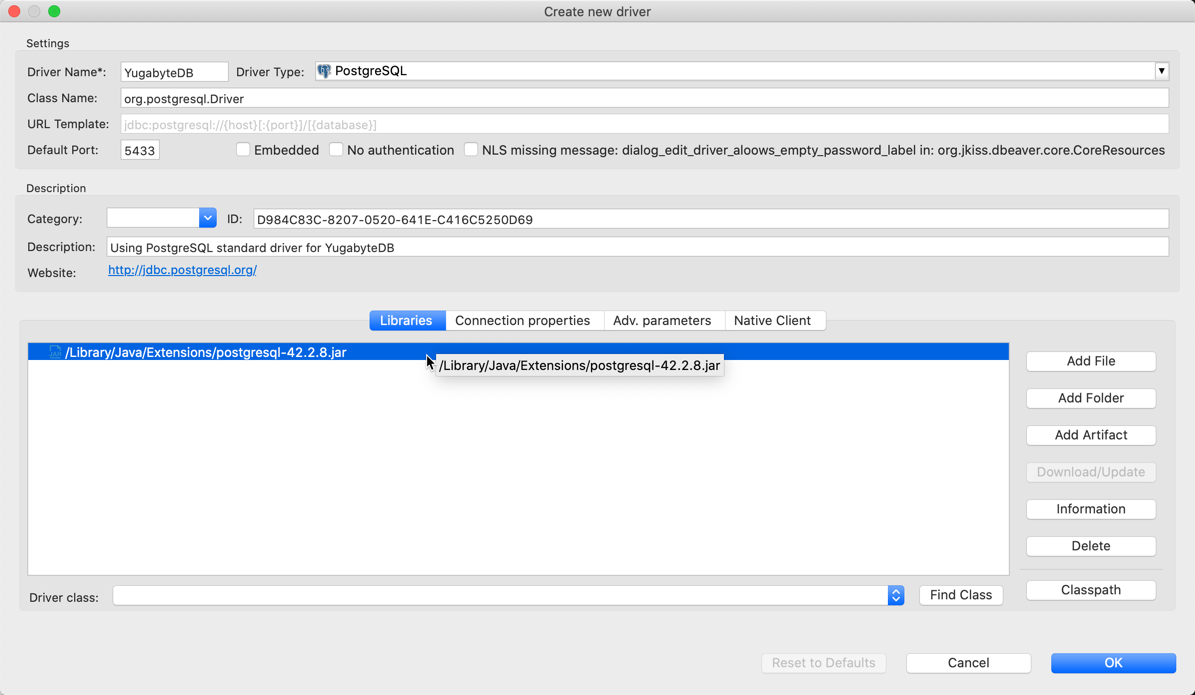 Create new driver
Settings
Driver Name*: YugabyteDB Driver Type: PostgreSQL
Class Name: org.postgresql.Driver
URL Template: jdbc:postgresql://{host}[:{port}]/[{database}]
Default Port: 5433 Embedded No authentication NLS missing message: dialog_edit_driver_aloows_empty_password_label in: org.jkiss.dbeaver.core.CoreResources
Description
Category: ID: D984C83C-8207-0520-641E-C416C5250D69
Description: Using PostgreSQL standard driver for YugabyteDB
Website: http://jdbc.postgresql.org/
Libraries Connection properties Adv. parameters Native Client
/Library/Java/Extensions/postgresql-42.2.8.jar
/Library/Java/Extensions/postgresql-42.2.8.jar
Add File
Add Folder
Add Artifact
Download/Update
Information
Delete
Classpath
Driver class: Find Class
Reset to Defaults Cancel OK